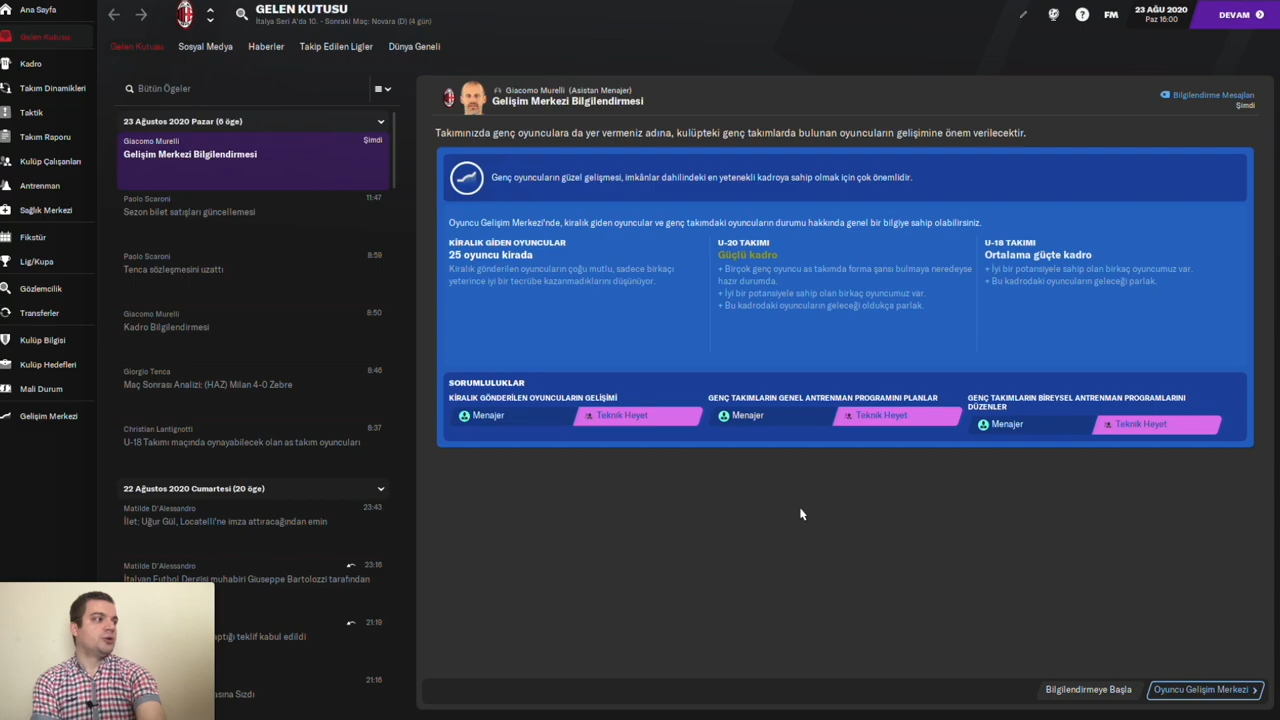 Ana Sayfa
Gelen Kutusu
Kadro
Takım Dinamikleri
Taktik
Takım Raporu
Kulüp Çalışanları
Antrenman
Sağlık Merkezi
Fikstür
Lig/Kupa
Gözlemcilik
Transferler
Kulüp Bilgisi
Kulüp Hedefleri
Mali Durum
Gelişim Merkezi
GELEN KUTUSU
İtalya Seri A'da 10. - Sonraki Maç: Novara (D) (4 gün)
FM
23 AĞU 2020
Paz 16:00
DEVAM
Gelen Kutusu
Sosyal Medya
Haberler
Takip Edilen Ligler
Dünya Geneli
Bütün Ögeler
23 Ağustos 2020 Pazar (6 öge)
Giacomo Murelli
Şimdi
Gelişim Merkezi Bilgilendirmesi
Paolo Scaroni
11:47
Sezon bilet satışları güncellemesi
Paolo Scaroni
8:59
Tenca sözleşmesini uzattı
Giacomo Murelli
8:50
Kadro Bilgilendirmesi
Giorgio Tenca
8:46
Maç Sonrası Analizi: (HAZ) Milan 4-0 Zebre
Christian Lantignotti
8:37
U-18 Takımı maçında oynayabilecek olan as takım oyuncuları
22 Ağustos 2020 Cumartesi (20 öge)
Matilde D'Alessandro
23:43
İlet; Uğur Gül, Locatelli'ne imza attıracağından emin
Matilde D'Alessandro
23:16
İtalyan Futbol Dergisi muhabiri Giuseppe Bartolozzi tarafından
21:19
aptığı teklif kabul edildi
21:16
asına Sızdı
Giacomo Murelli (Asistan Menajer)
Gelişim Merkezi Bilgilendirmesi
Bilgilendirme Mesajları
Şimdi
Takımınızda genç oyunculara da yer vermeniz adına, kulüpteki genç takımlarda bulunan oyuncuların gelişimine önem verilecektir.
Genç oyuncuların güzel gelişmesi, imkânlar dahilindeki en yetenekli kadroya sahip olmak için çok önemlidir.
Oyuncu Gelişim Merkezi'nde, kiralık giden oyuncular ve genç takımdaki oyuncuların durumu hakkında genel bir bilgiye sahip olabilirsiniz.
KİRALIK GİDEN OYUNCULAR
25 oyuncu kirada
Kiralık gönderilen oyuncuların çoğu mutlu, sadece birkaçı
yeterince iyi bir tecrübe kazanmadıklarını düşünüyor.
U-20 TAKIMI
Güçlü kadro
+ Birçok genç oyuncu as takımda forma şansı bulmaya neredeyse
hazır durumda.
+ İyi bir potansiyele sahip olan birkaç oyuncumuz var.
+ Bu kadrodaki oyuncuların geleceği oldukça parlak.
U-18 TAKIMI
Ortalama güçte kadro
+ İyi bir potansiyele sahip olan birkaç oyuncumuz var.
+ Bu kadrodaki oyuncuların geleceği parlak.
SORUMLULUKLAR
KİRALIK GÖNDERİLEN OYUNCULARIN GELİŞİMİ
Menajer
Teknik Heyet
GENÇ TAKIMLARIN GENEL ANTRENMAN PROGRAMINI PLANLAR
Menajer
Teknik Heyet
GENÇ TAKIMLARIN BİREYSEL ANTRENMAN PROGRAMLARINI
DÜZENLER
Menajer
Teknik Heyet
Bilgilendirmeye Başla
Oyuncu Gelişim Merkezi